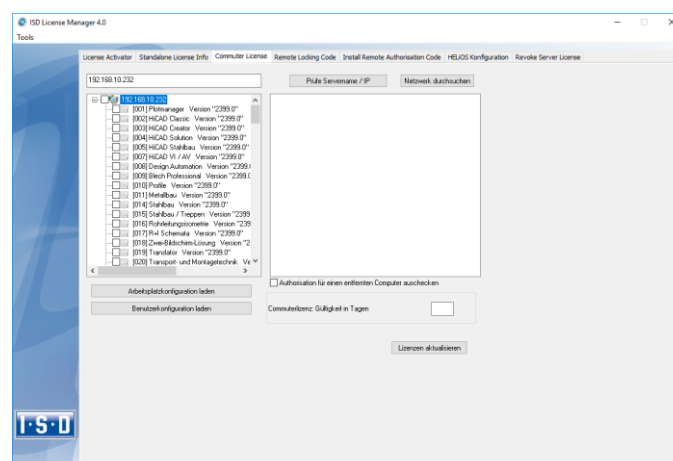 ISD License Manager 4.0
Tools
License Activator Standalone License Info Commuter License Remote Locking Code Install Remote Authorisation Code HELiOS Konfiguration Revoke Server License
192.168.10.232
Prüfe Servername / IP
Netzwerk durchsuchen
192.168.10.232
[001] Plotmanager Version "2399.0"
[002] HiCAD Classic Version "2399.0"
[003] HiCAD Creator Version "2399.0"
[004] HiCAD Solution Version "2399.0"
[005] HiCAD Stahlbau Version "2399.0"
[007] HiCAD VI / AV Version "2399.0"
[008] Design Automation Version "2399.(
[009] Blech Professional Version "2399.(
[010] Profile Version "2399.0"
[011] Metallbau Version "2399.0"
[014] Stahlbau Version "2399.0"
[015] Stahlbau / Treppen Version "2399
[016] Rohrleitungsisometrie Version "239
[017] R+I Schemata Version "2399.0"
[018] Zwei-Bildschirm-Lösung Version "2
[019] Translator Version "2399.0"
[020] Transport- und Montagetechnik Ve
Authorisation für einen entfernten Computer auschecken
Arbeitsplatzkonfiguration laden
Benutzerkonfiguration laden
Commuterlizenz: Gültigkeit in Tagen
Lizenzen aktualisieren
I·S·D